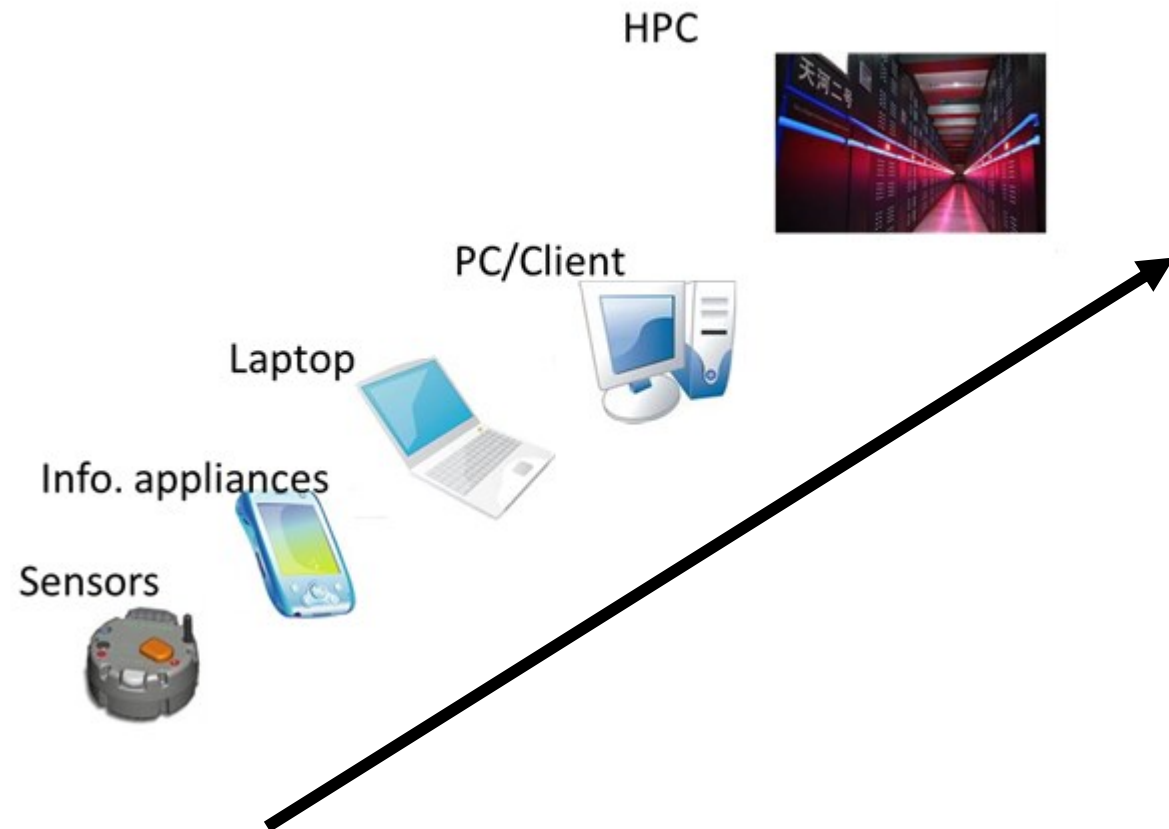 HPC
天河二号
PC/Client
Laptop
Info. appliances
Sensors